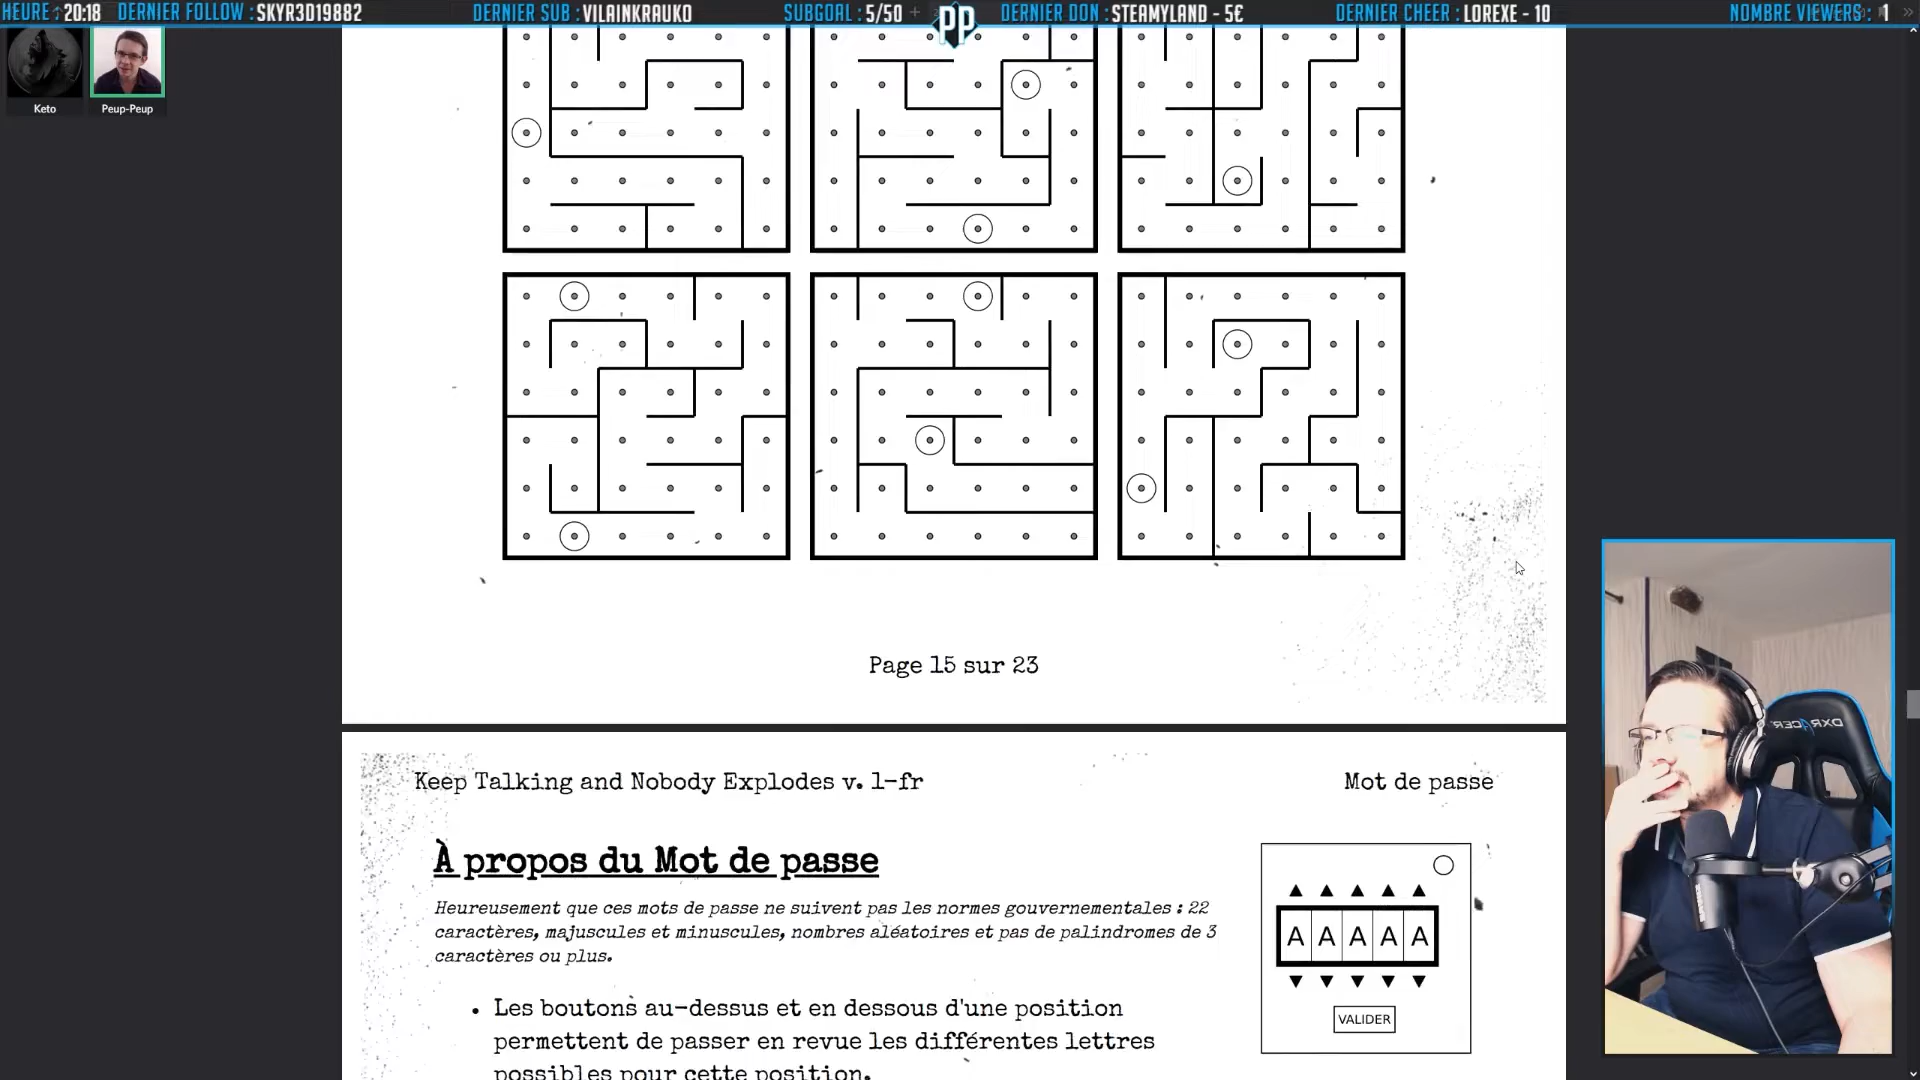 HEURE : 20:18 DERNIER FOLLOW : SKYR3D19882 DERNIER SUB : VILAINKRAUKO SUBGOAL : 5/50 PP DERNIER DON : STEAMYLAND - 5€ DERNIER CHEER : LOREXE - 10 NOMBRE VIEWERS : 1
Keto Peup-Peup
Page 15 sur 23
Keep Talking and Nobody Explodes v. 1-fr Mot de passe
À propos du Mot de passe
Heureusement que ces mots de passe ne suivent pas les normes gouvernementales : 22
caractères, majuscules et minuscules, nombres aléatoires et pas de palindromes de 3
caractères ou plus.
A A A A A
VALIDER
• Les boutons au-dessus et en dessous d'une position
permettent de passer en revue les différentes lettres
possibles pour cette position.
DXRACER